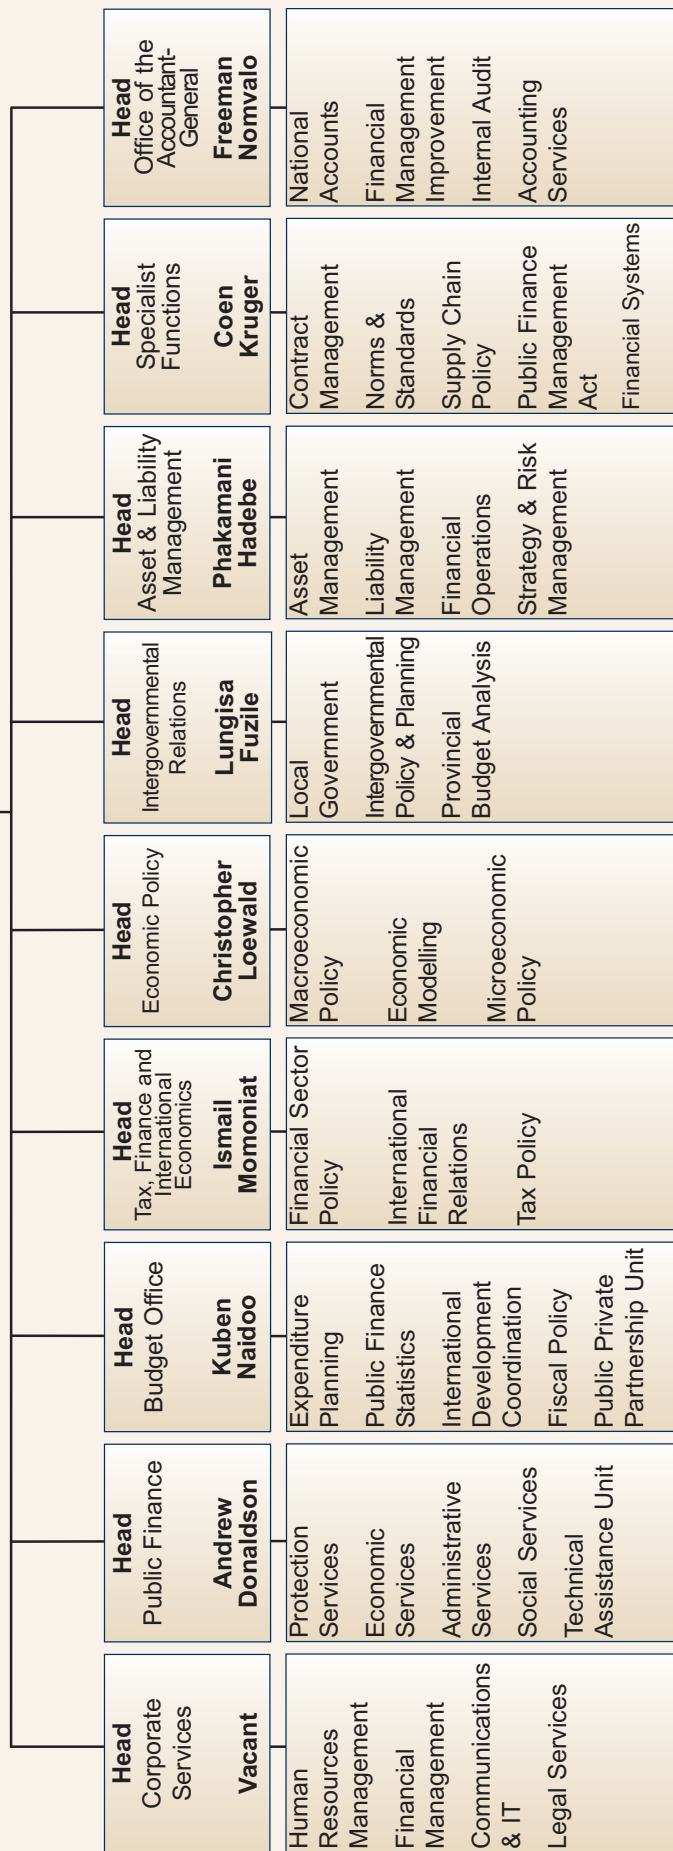 Head
Corporate
Services
Vacant
Human
Resources
Management
Financial
Management
Communications
& IT
Legal Services
Head
Public Finance
Andrew
Donaldson
Protection
Services
Economic
Services
Administrative
Services
Social Services
Technical
Assistance Unit
Head
Budget Office
Kuben
Naidoo
Expenditure
Planning
Public Finance
Statistics
International
Development
Coordination
Fiscal Policy
Public Private
Partnership Unit
Head
Tax, Finance and
International
Economics
Ismail
Momoniat
Financial Sector
Policy
International
Financial
Relations
Tax Policy
Head
Economic Policy
Christopher
Loewald
Macroeconomic
Policy
Economic
Modelling
Microeconomic
Policy
Head
Intergovernmental
Relations
Lungisa
Fuzile
Local
Government
Intergovernmental
Policy & Planning
Provincial
Budget Analysis
Head
Asset & Liability
Management
Phakamani
Hadebe
Asset
Management
Liability
Management
Financial
Operations
Strategy & Risk
Management
Head
Specialist
Functions
Coen
Kruger
Contract
Management
Norms &
Standards
Supply Chain
Policy
Public Finance
Management
Act
Financial Systems
Head
Office of the
Accountant-
General
Freeman
Nomvalo
National
Accounts
Financial
Management
Improvement
Internal Audit
Accounting
Services